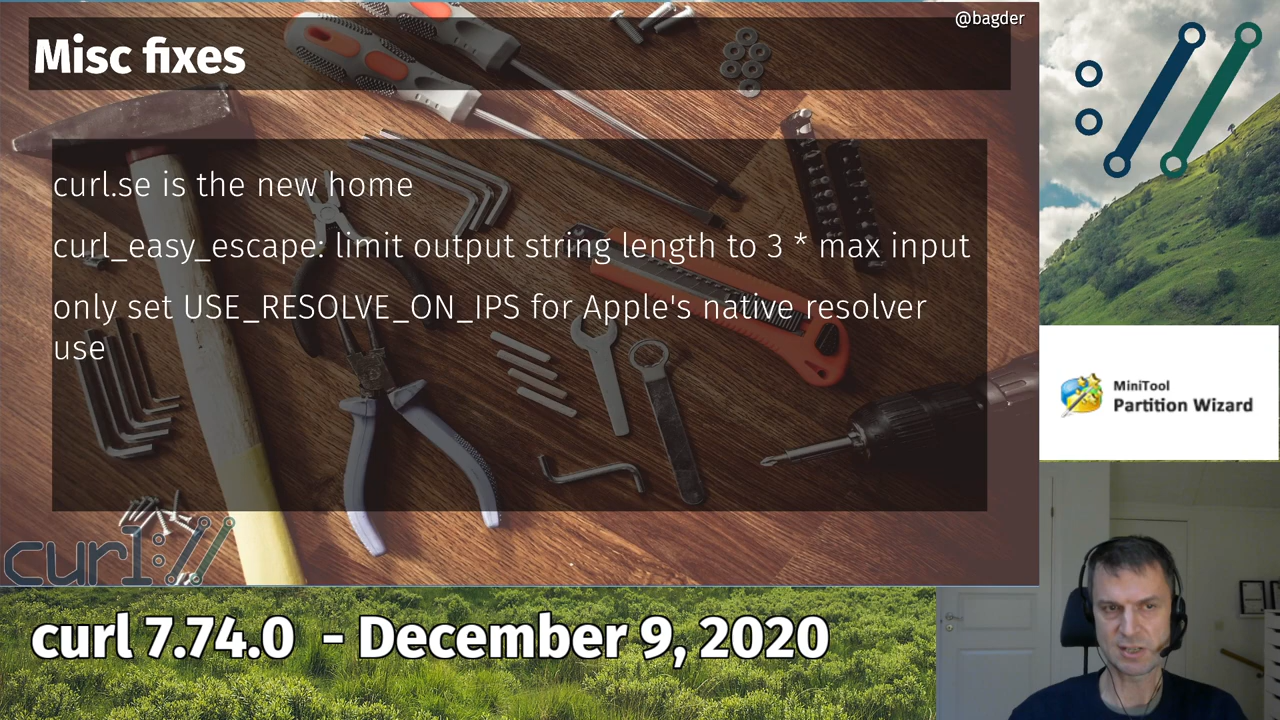 @bagder
Misc fixes
curl.se is the new home
curl_easy_escape: limit output string length to 3 * max input
only set USE_RESOLVE_ON_IPS for Apple's native resolver
use
MiniTool
Partition Wizard
curl://
curl 7.74.0 - December 9, 2020